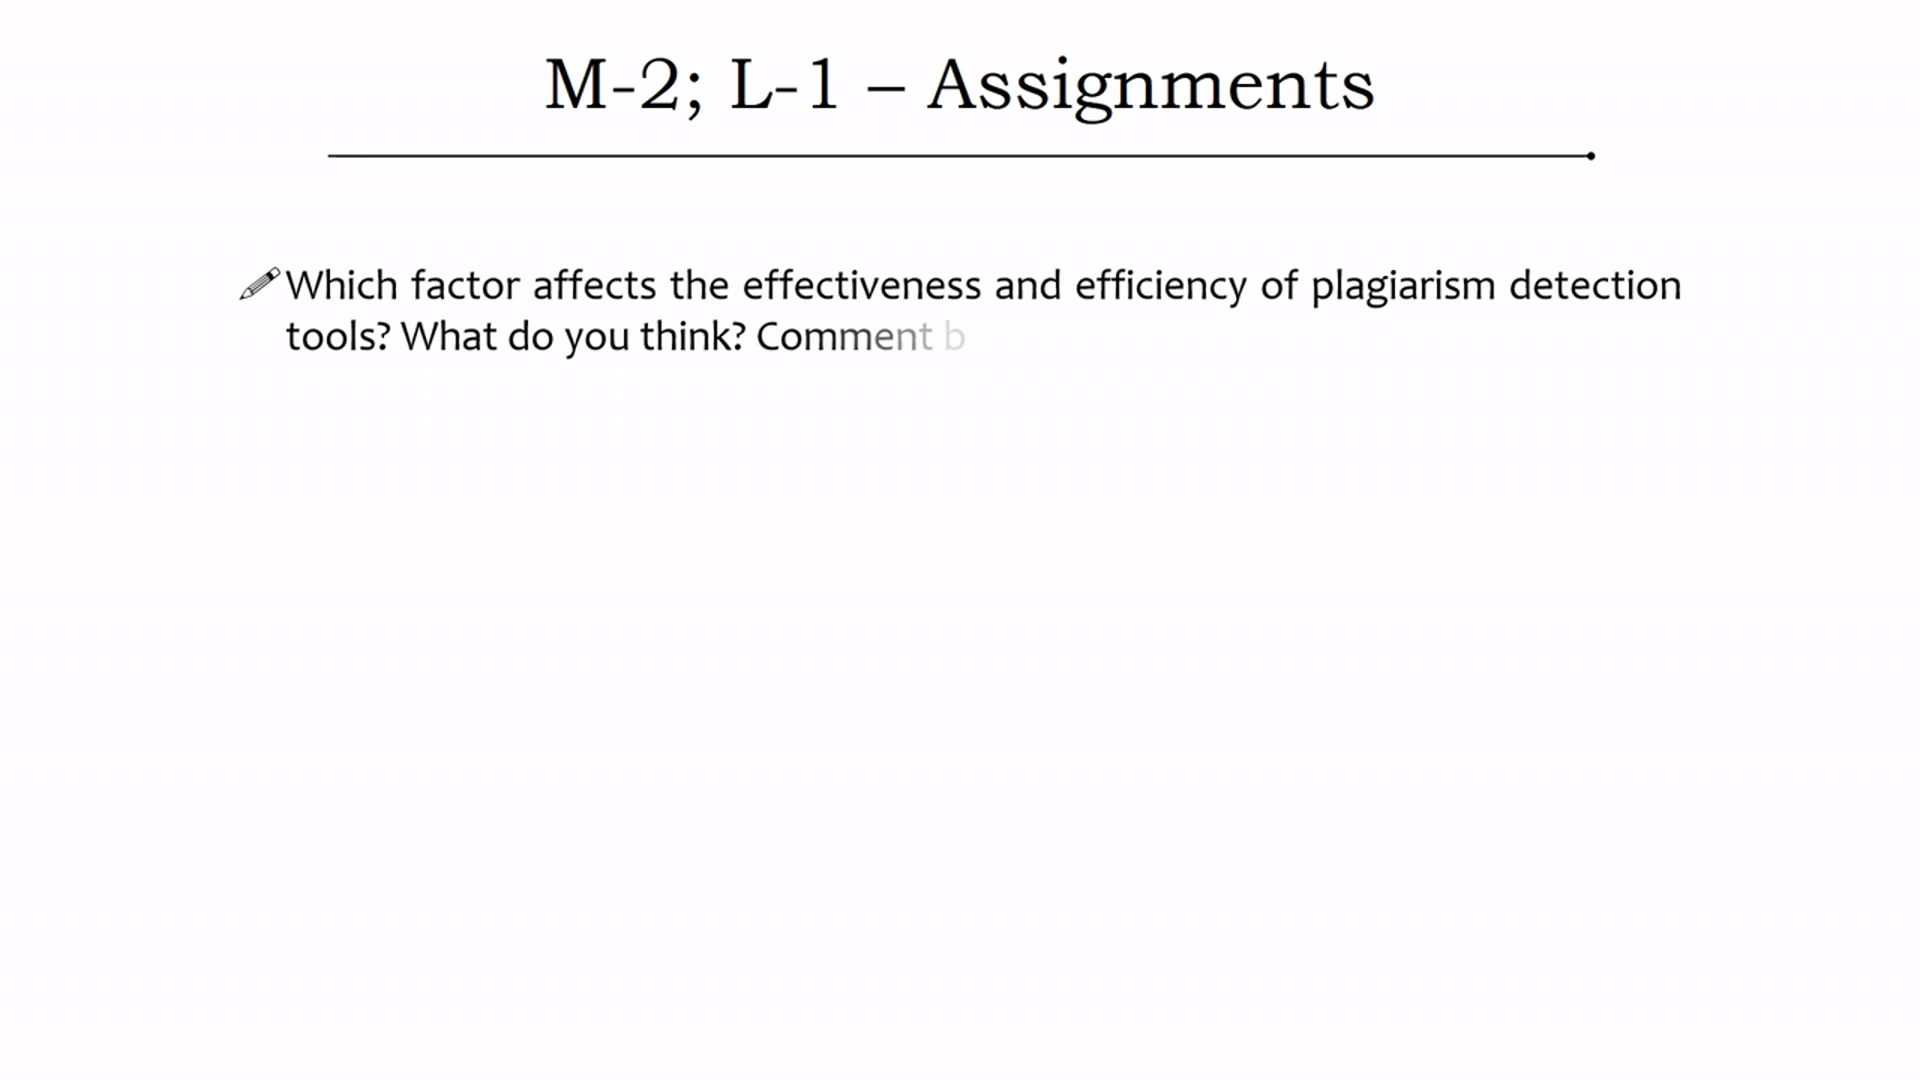 M-2; L-1 – Assignments
Which factor affects the effectiveness and efficiency of plagiarism detection
tools? What do you think? Comment b